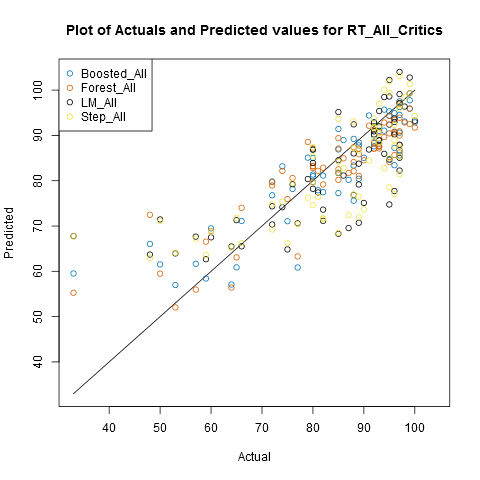 Plot of Actuals and Predicted values for RT_All_Critics
Boosted_All
Forest_All
LM_All
Step_All
Predicted
100
90
80
70
60
50
40
40 50 60 70 80 90 100
Actual